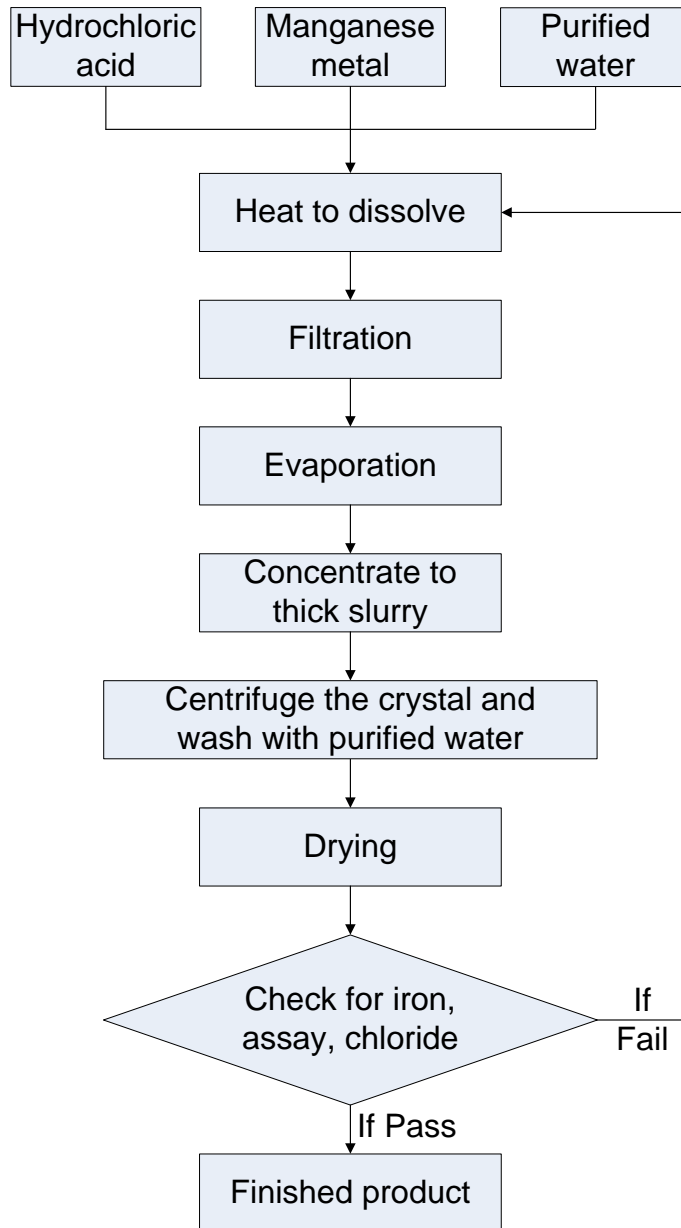 Hydrochloric
acid
Manganese
metal
Purified
water
Heat to dissolve
Filtration
Evaporation
Concentrate to
thick slurry
Centrifuge the crystal and
wash with purified water
Drying
Check for iron,
assay, chloride
If
Fail
If Pass
Finished product